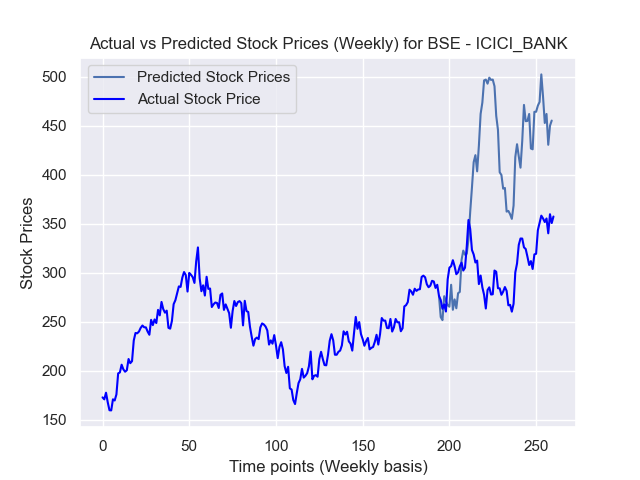 Actual vs Predicted Stock Prices (Weekly) for BSE - ICICI_BANK
Predicted Stock Prices
Actual Stock Price
500
450
400
350
300
250
200
150
Stock Prices
0 50 100 150 200 250
Time points (Weekly basis)